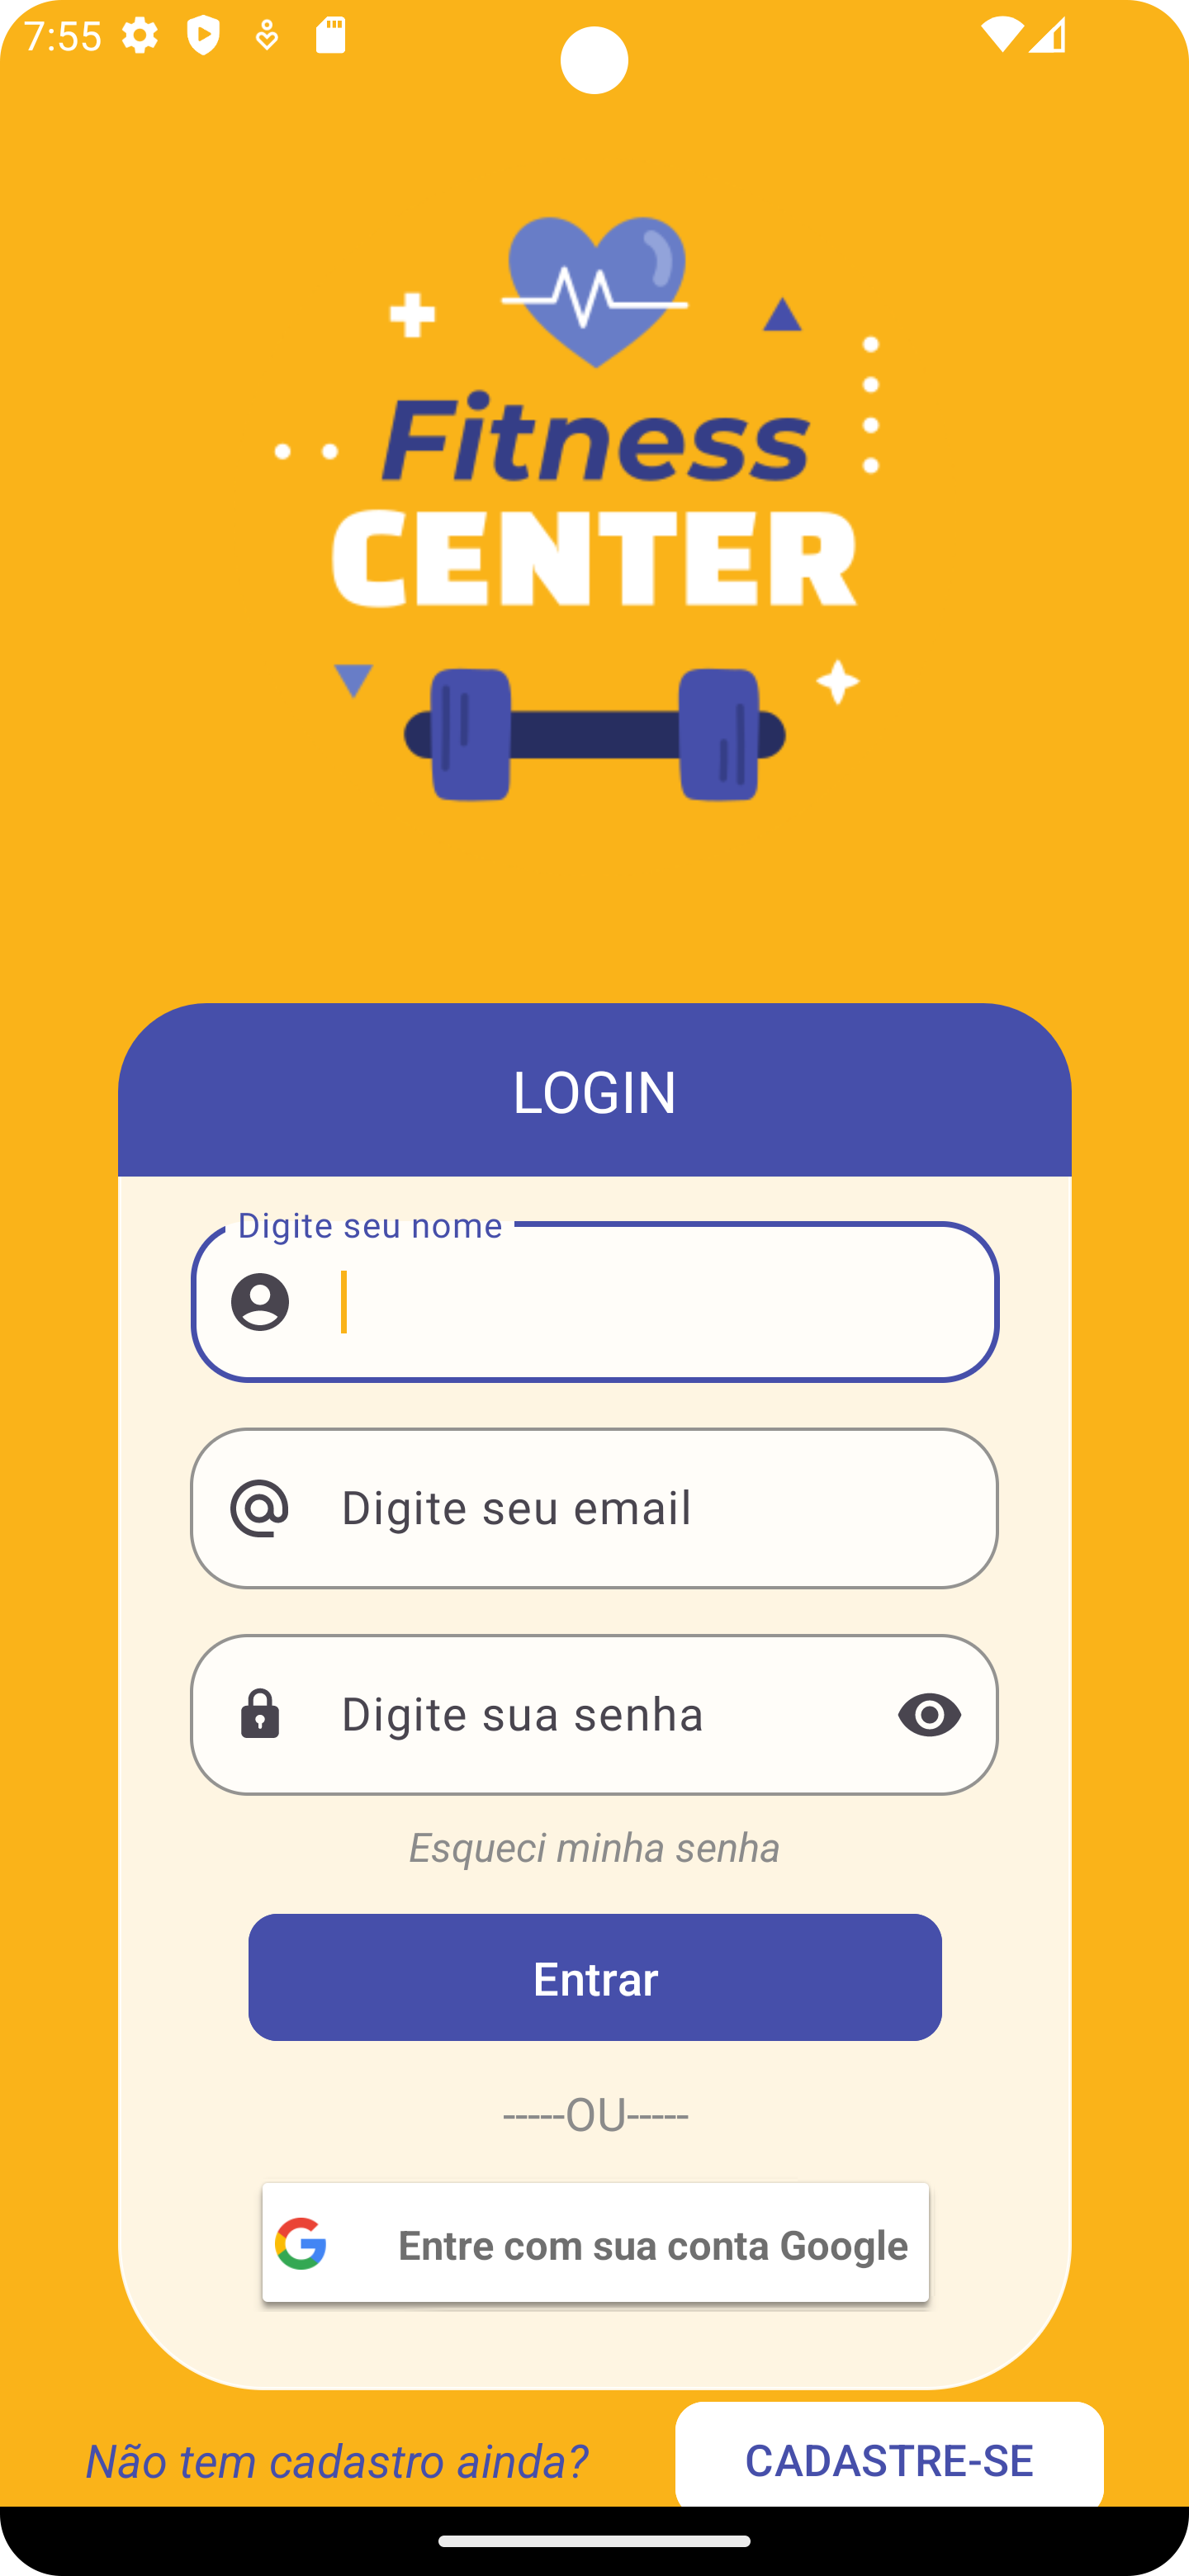 7:55
Fitness
CENTER
LOGIN
Digite seu nome
Digite seu email
Digite sua senha
Esqueci minha senha
Entrar
-----OU-----
Entre com sua conta Google
Não tem cadastro ainda? CADASTRE-SE